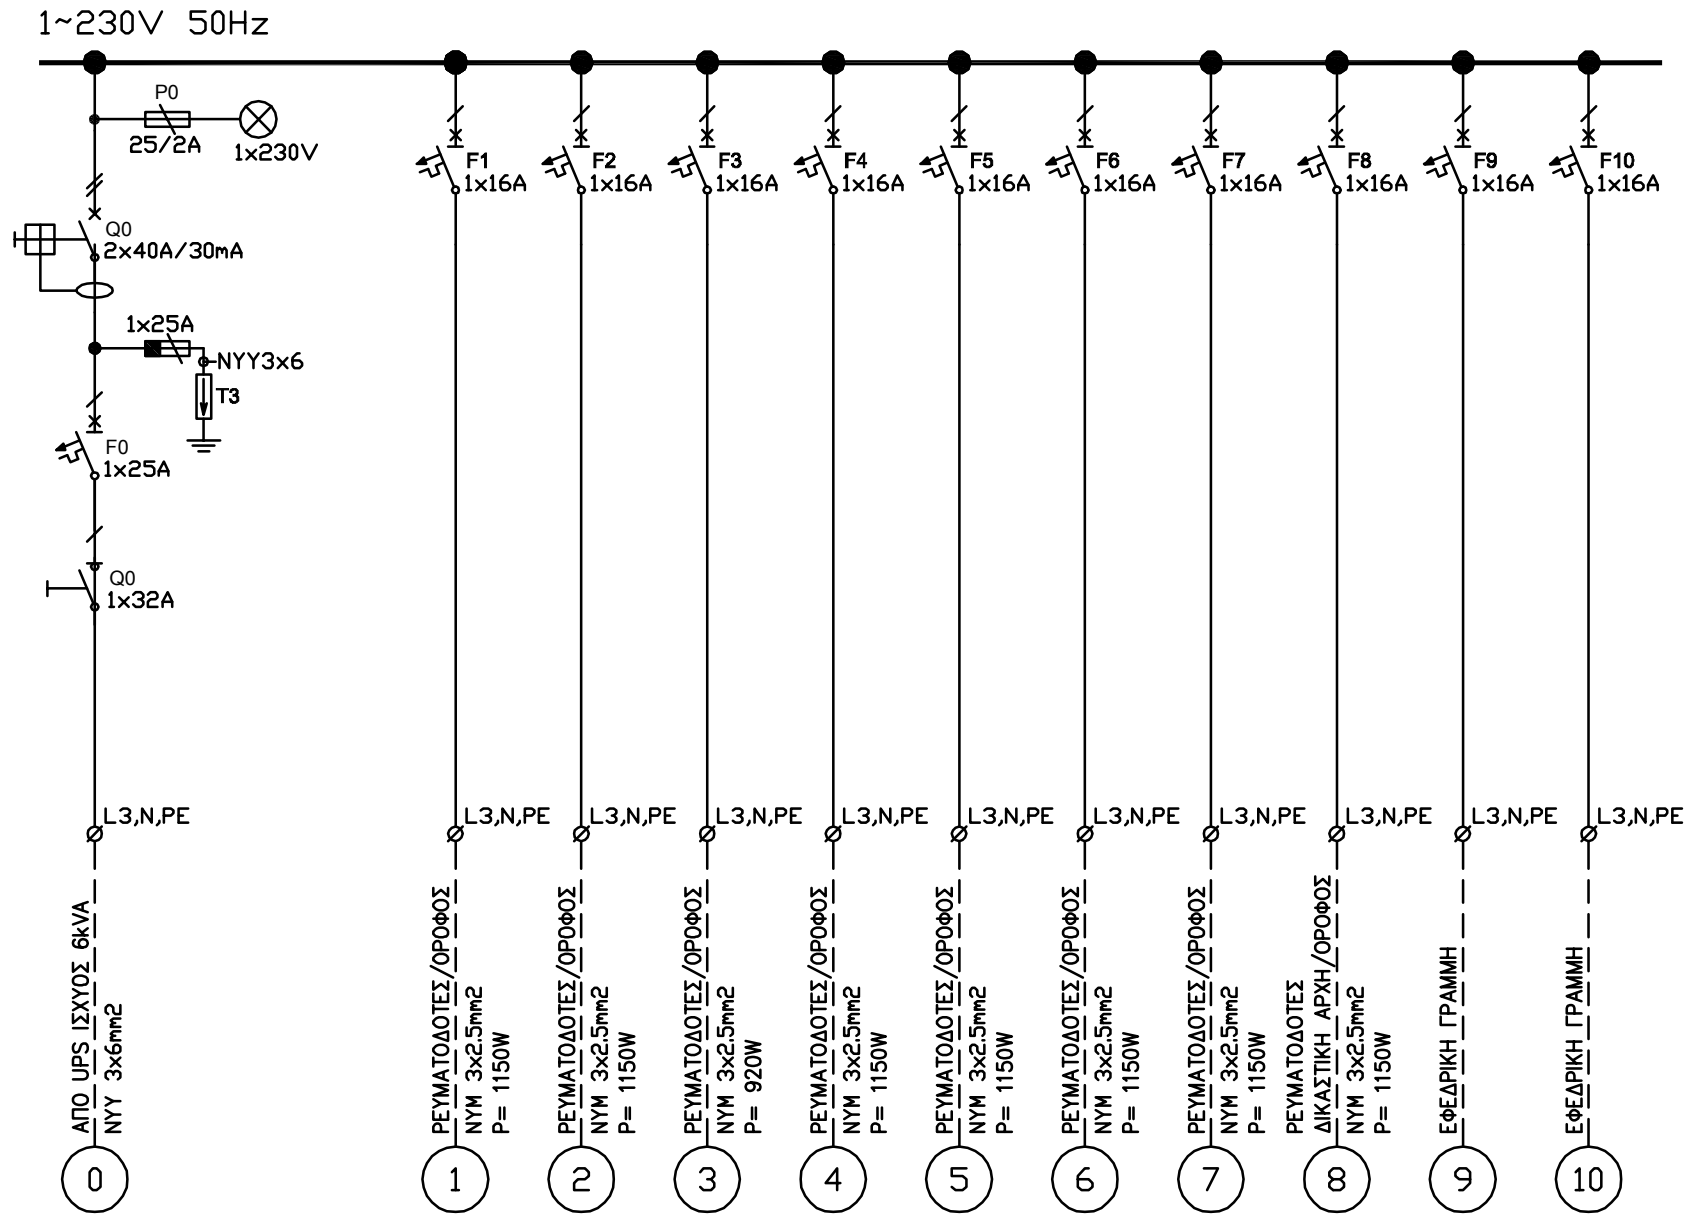 1~230V 50Hz
P0
25/2A
1x230V
Q0
2x40A/30mA
1x25A
NYY3x6
T3
F0
1x25A
Q0
1x32A
L3,N,PE
ΑΠΟ UPS ΙΣΧΥΟΣ 6kVA
NYY 3x6mm2
0
F1
1x16A
L3,N,PE
ΡΕΥΜΑΤΟΔΟΤΕΣ/ΟΡΟΦΟΣ
NYM 3x2.5mm2
P= 1150W
1
F2
1x16A
L3,N,PE
ΡΕΥΜΑΤΟΔΟΤΕΣ/ΟΡΟΦΟΣ
NYM 3x2.5mm2
P= 1150W
2
F3
1x16A
L3,N,PE
ΡΕΥΜΑΤΟΔΟΤΕΣ/ΟΡΟΦΟΣ
NYM 3x2.5mm2
P= 920W
3
F4
1x16A
L3,N,PE
ΡΕΥΜΑΤΟΔΟΤΕΣ/ΟΡΟΦΟΣ
NYM 3x2.5mm2
P= 1150W
4
F5
1x16A
L3,N,PE
ΡΕΥΜΑΤΟΔΟΤΕΣ/ΟΡΟΦΟΣ
NYM 3x2.5mm2
P= 1150W
5
F6
1x16A
L3,N,PE
ΡΕΥΜΑΤΟΔΟΤΕΣ/ΟΡΟΦΟΣ
NYM 3x2.5mm2
P= 1150W
6
F7
1x16A
L3,N,PE
ΡΕΥΜΑΤΟΔΟΤΕΣ/ΟΡΟΦΟΣ
NYM 3x2.5mm2
P= 1150W
7
F8
1x16A
L3,N,PE
ΡΕΥΜΑΤΟΔΟΤΕΣ
ΔΙΚΑΣΤΙΚΗ ΑΡΧΗ/ΟΡΟΦΟΣ
NYM 3x2.5mm2
P= 1150W
8
F9
1x16A
L3,N,PE
ΕΦΕΔΡΙΚΗ ΓΡΑΜΜΗ
9
F10
1x16A
L3,N,PE
ΕΦΕΔΡΙΚΗ ΓΡΑΜΜΗ
10